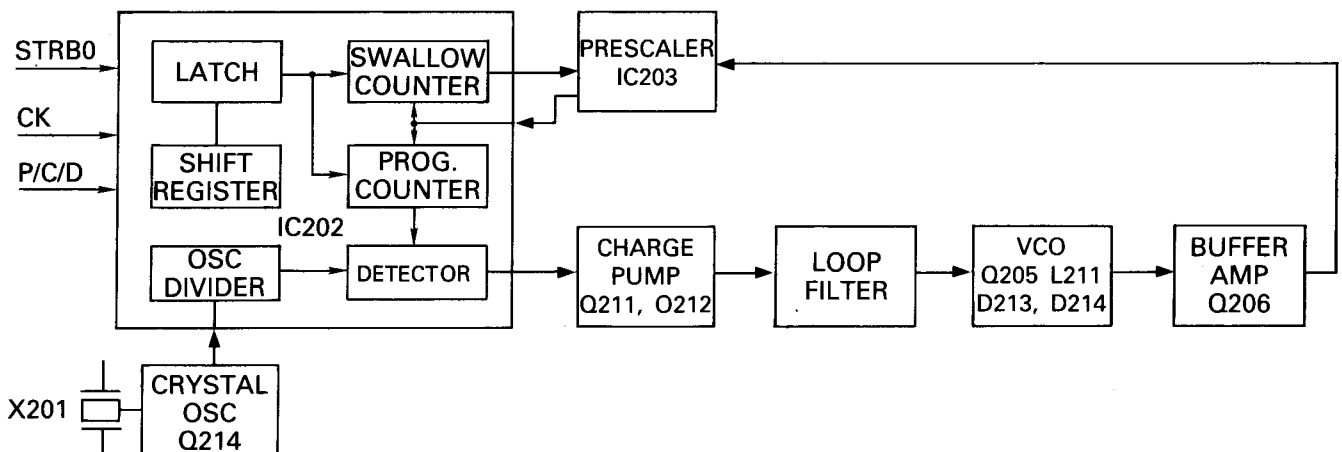 STRB0
CK
P/C/D
LATCH
SWALLOW
COUNTER
SHIFT
REGISTER
PROG.
COUNTER
IC202
OSC
DIVIDER
DETECTOR
PRESCALER
IC203
CHARGE
PUMP
Q211, O212
LOOP
FILTER
VCO
Q205 L211
D213, D214
BUFFER
AMP
Q206
X201
CRYSTAL
OSC
Q214